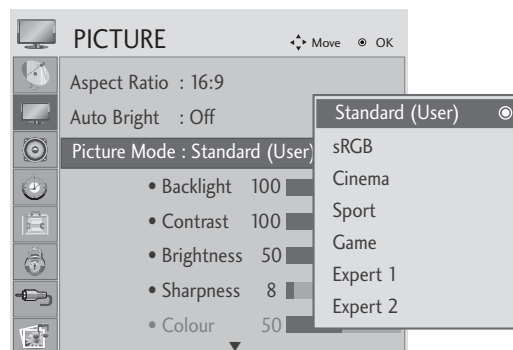 PICTURE
Move OK
Aspect Ratio : 16:9
Auto Bright : Off
Picture Mode : Standard (User)
• Backlight 100
• Contrast 100
• Brightness 50
• Sharpness 8
• Colour 50
Standard (User)
sRGB
Cinema
Sport
Game
Expert 1
Expert 2